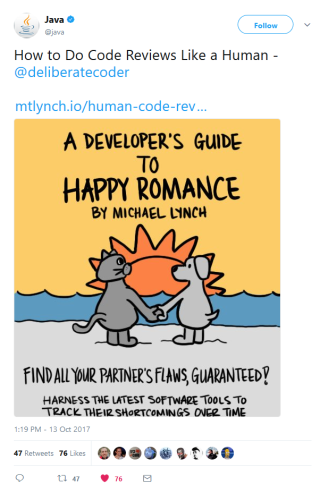 Java
@java
Follow
How to Do Code Reviews Like a Human -
@deliberatecoder
mtlynch.io/human-code-rev…
A DEVELOPER'S GUIDE
TO
HAPPY ROMANCE
BY MICHAEL LYNCH
FIND ALL YOUR PARTNER'S FLAWS, GUARANTEED!
HARNESS THE LATEST SOFTWARE TOOLS TO
TRACK THEIR SHORTCOMINGS OVER TIME
1:19 PM - 13 Oct 2017
47 Retweets 76 Likes
47 76